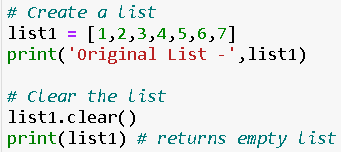 # Create a list
list1 = [1,2,3,4,5,6,7]
print('Original List -',list1)
# Clear the list
list1.clear()
print(list1) # returns empty list